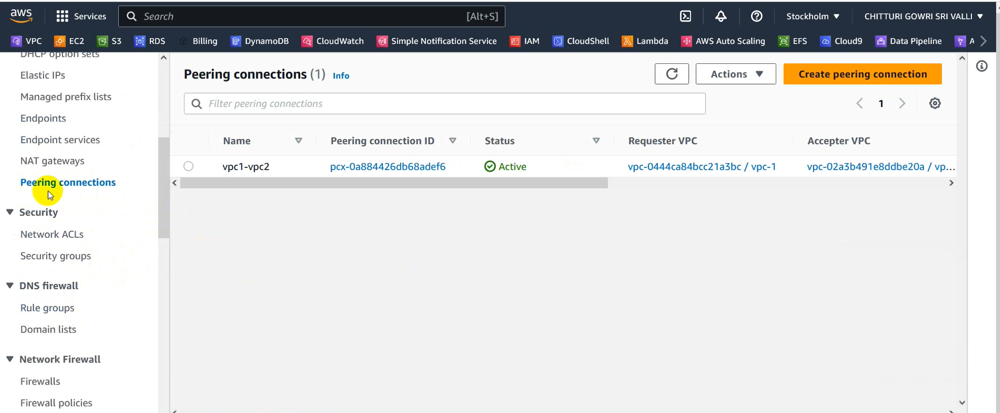 aws Services Search [Alt+S] Stockholm CHITTURI GOWRI SRI VALLI
VPC EC2 S3 RDS Billing DynamoDB CloudWatch Simple Notification Service IAM CloudShell Lambda AWS Auto Scaling EFS Cloud9 Data Pipeline A
DHCP option sets
Elastic IPs
Managed prefix lists
Endpoints
Endpoint services
NAT gateways
Peering connections
Security
Network ACLs
Security groups
DNS firewall
Rule groups
Domain lists
Network Firewall
Firewalls
Firewall policies
Peering connections (1) Info Actions Create peering connection
Filter peering connections 1
Name Peering connection ID Status Requester VPC Accepter VPC
vpc1-vpc2 pcx-0a884426db68adef6 Active vpc-0444ca84bcc21a3bc / vpc-1 vpc-02a3b491e8ddbe20a / vp...